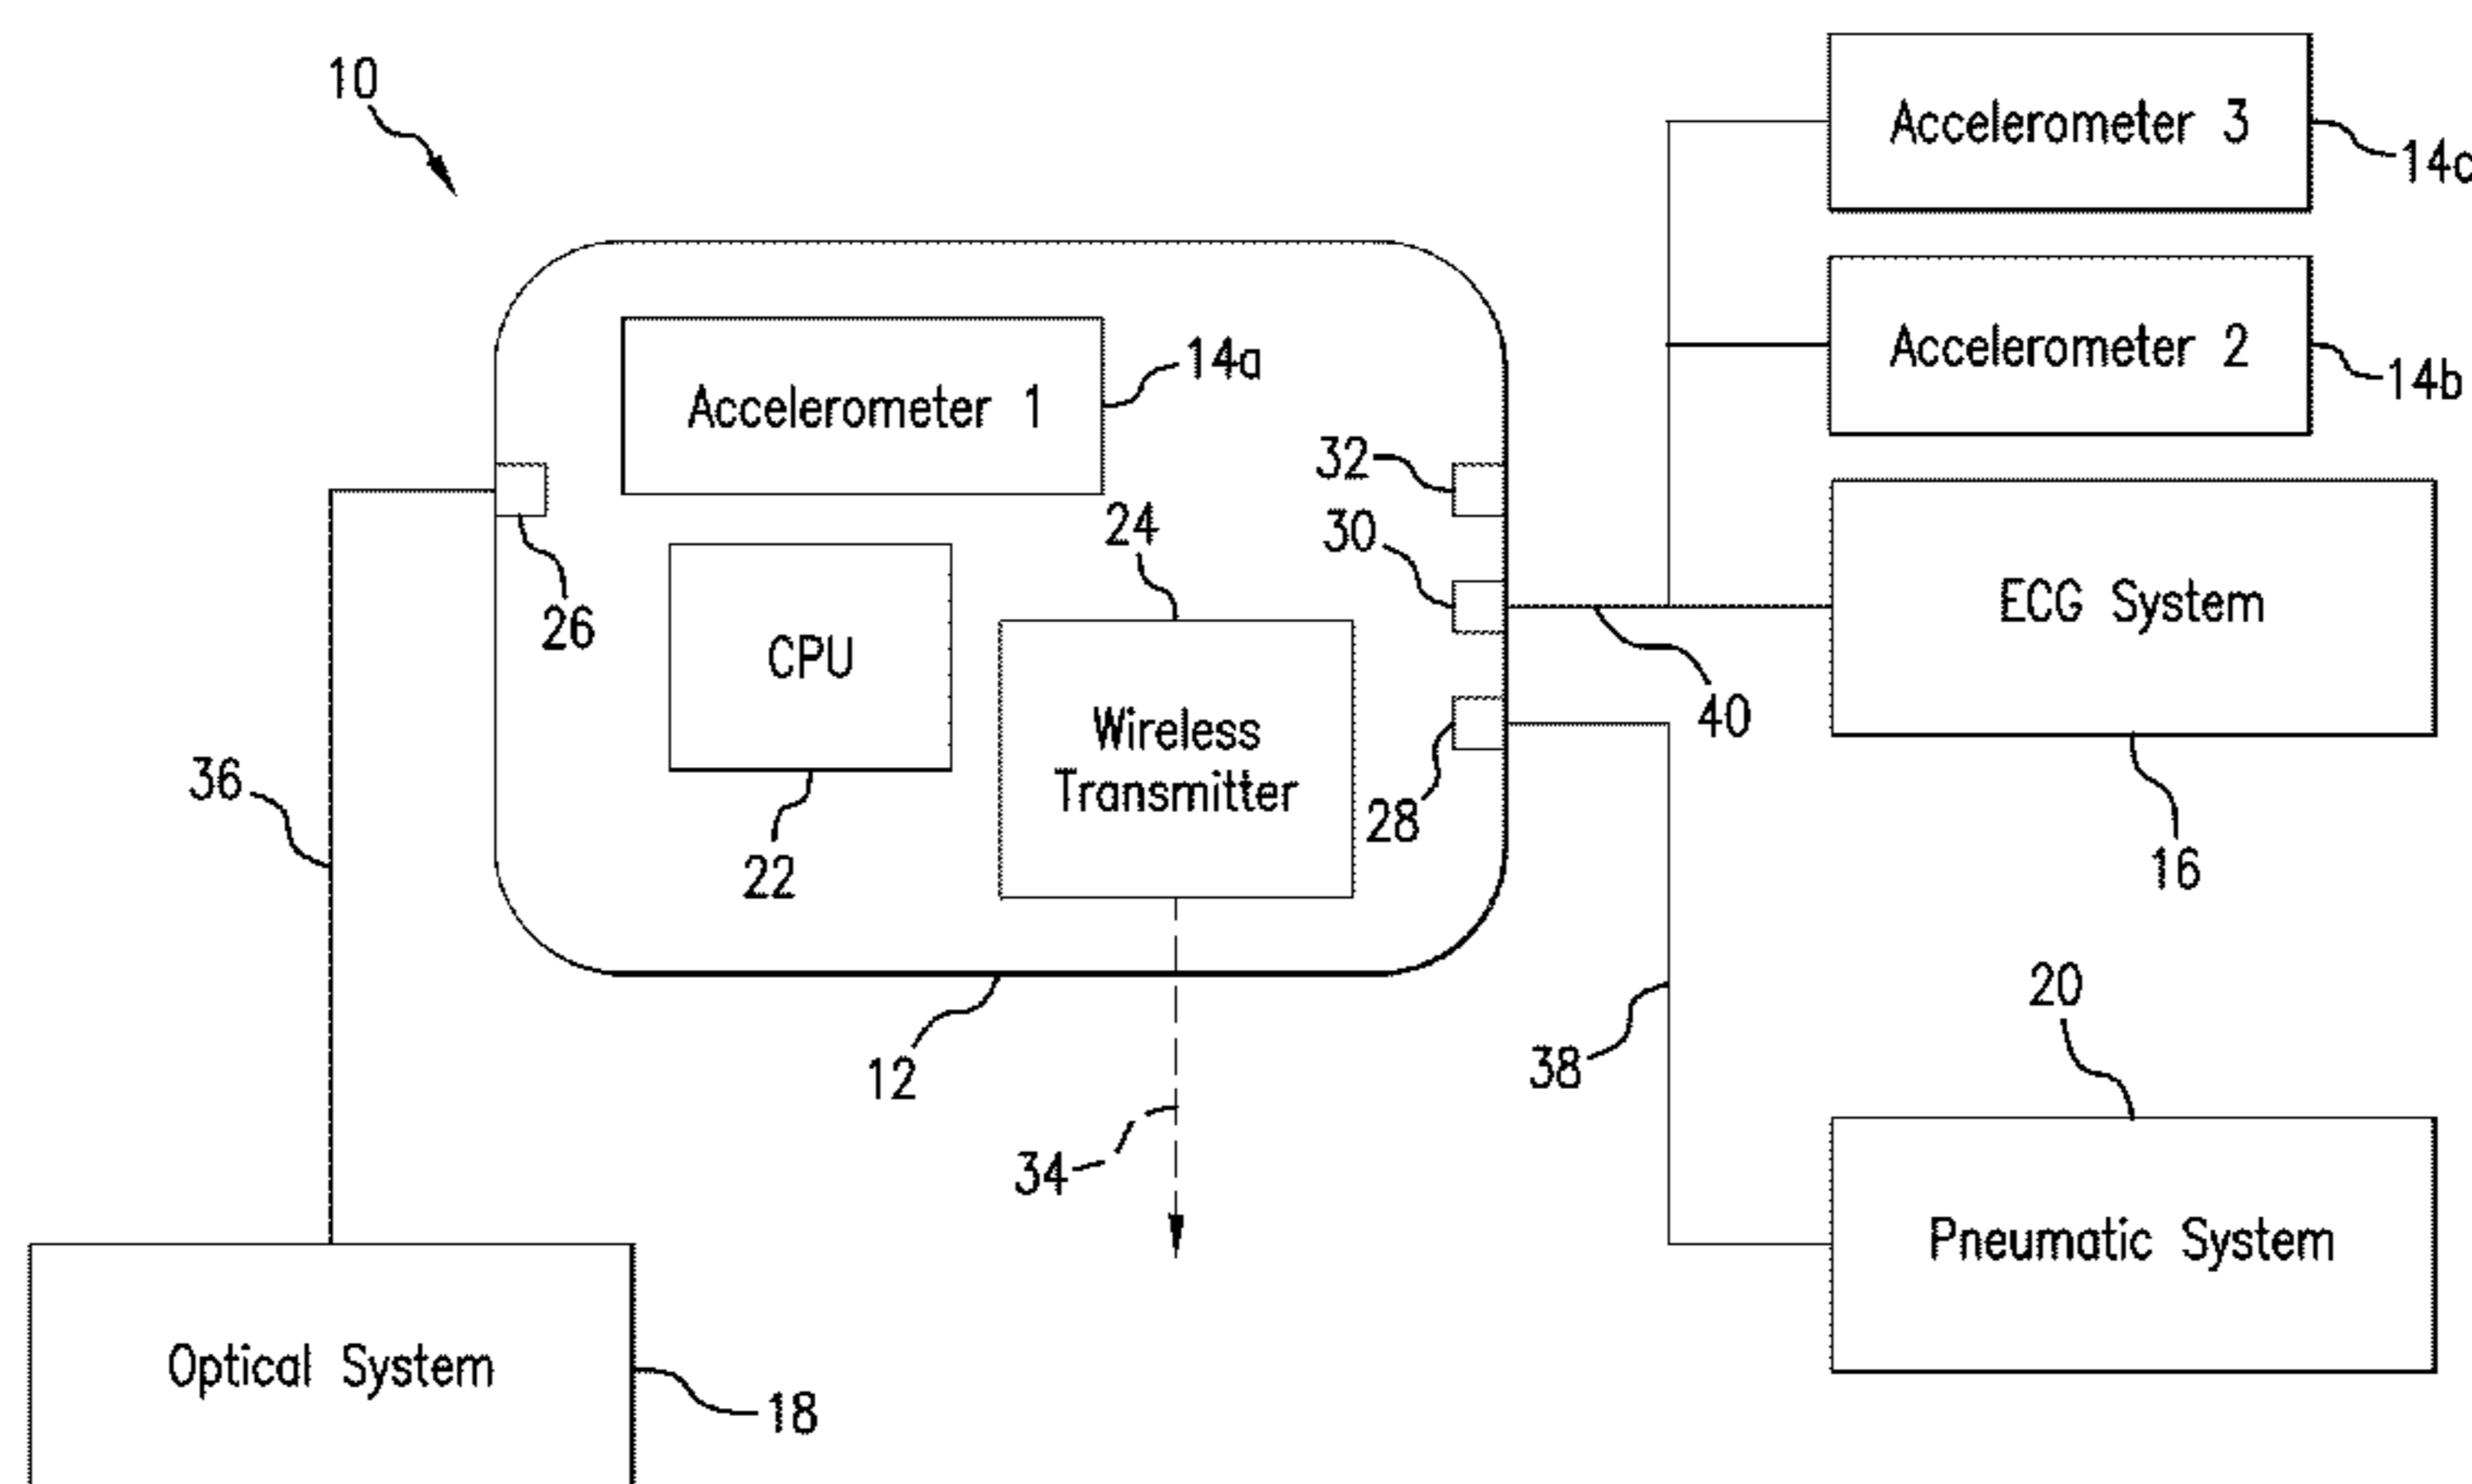 10
Accelerometer 3
14c
Accelerometer 2
14b
Accelerometer 1
14a
32
24
30
26
CPU
ECG System
40
Wireless
Transmitter
36
28
22
16
12
20
38
34
Pneumatic System
Optical System
18